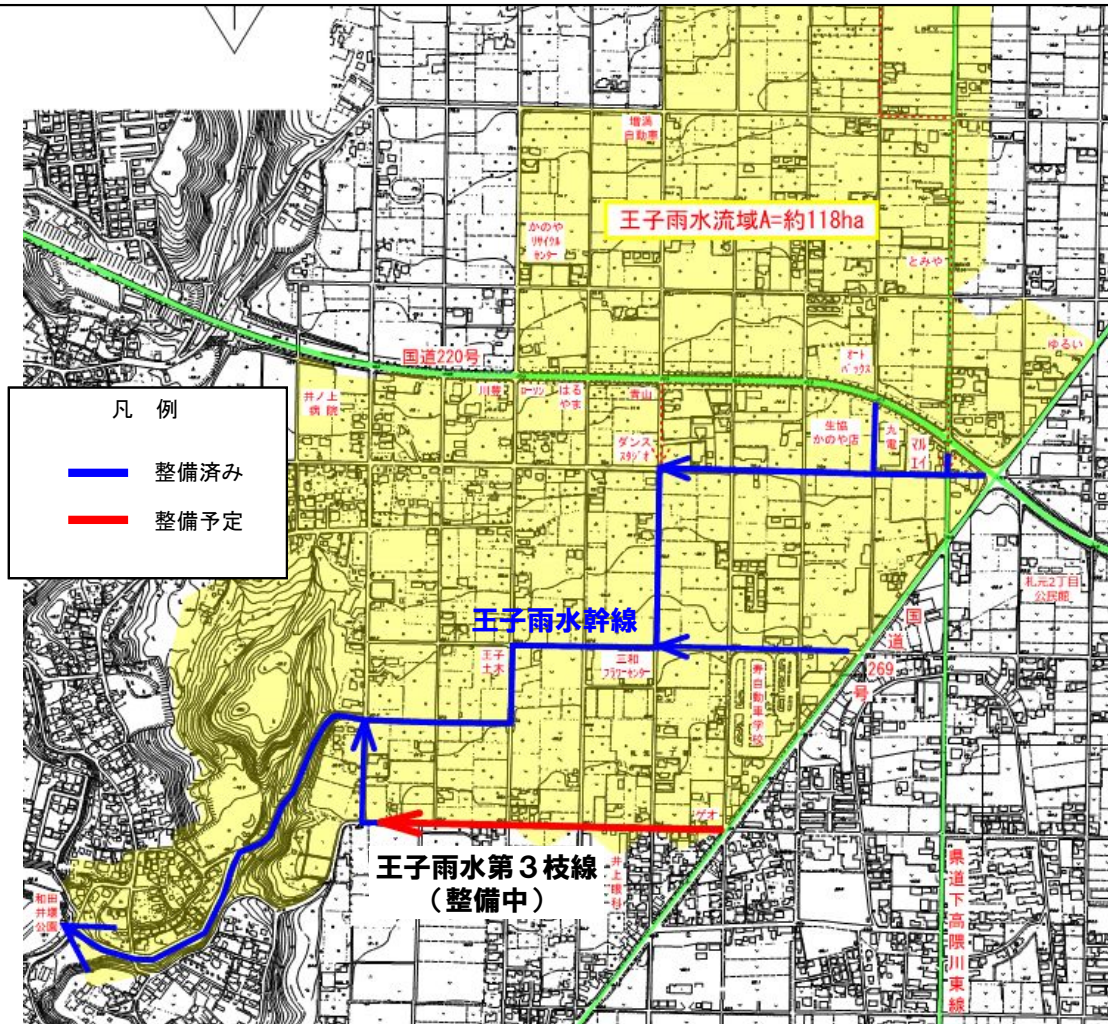 増満
自動車
王子雨水流域A=約118ha
かのや
リサイクル
センター
とみや
ゆるい
国道220号
オート
バックス
井ノ上
病院
川豊
ローソン
はる
やま
青山
凡 例
整備済み
整備予定
ダンス
スタジオ
生協
かのや店
九電
マル
エイ
札元2丁目
公民館
王子雨水幹線
王子
土木
三和
フラワーセンター
寿自動車学校
国道
269
号
ゲオ
王子雨水第3枝線
（整備中）
井上眼科
県道下高隈川東線
和田
井堰
公園